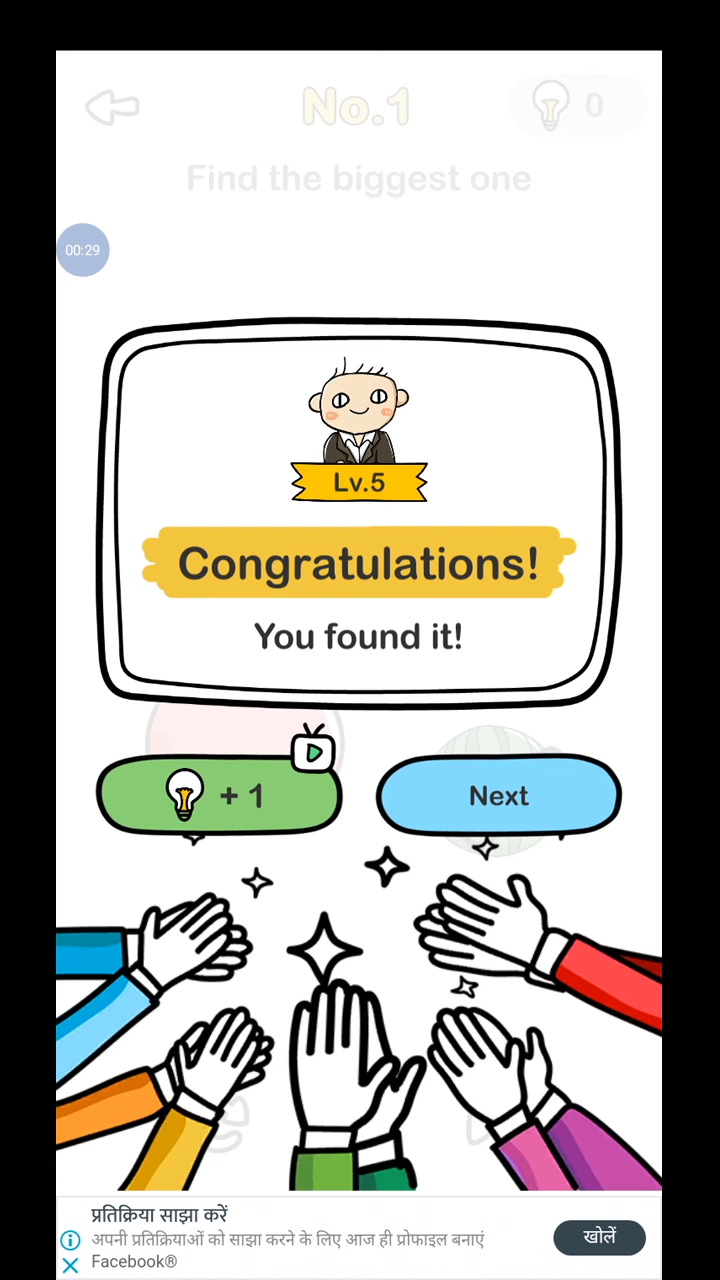 No.1
0
Find the biggest one
00:29
Lv.5
Congratulations!
You found it!
+ 1
Next
प्रतिक्रिया साझा करें
अपनी प्रतिक्रियाओं को साझा करने के लिए आज ही प्रोफाइल बनाएं
खोलें
Facebook®